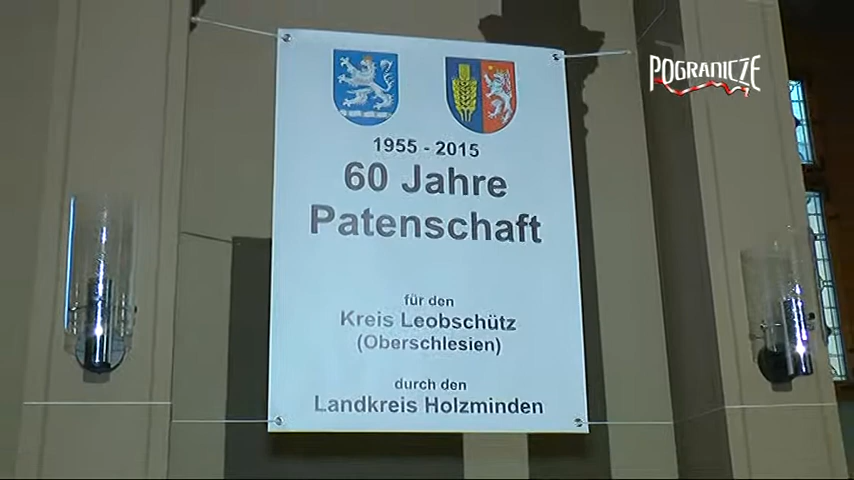 POGRANICZE
1955 - 2015
60 Jahre
Patenschaft
für den
Kreis Leobschütz
(Oberschlesien)
durch den
Landkreis Holzminden